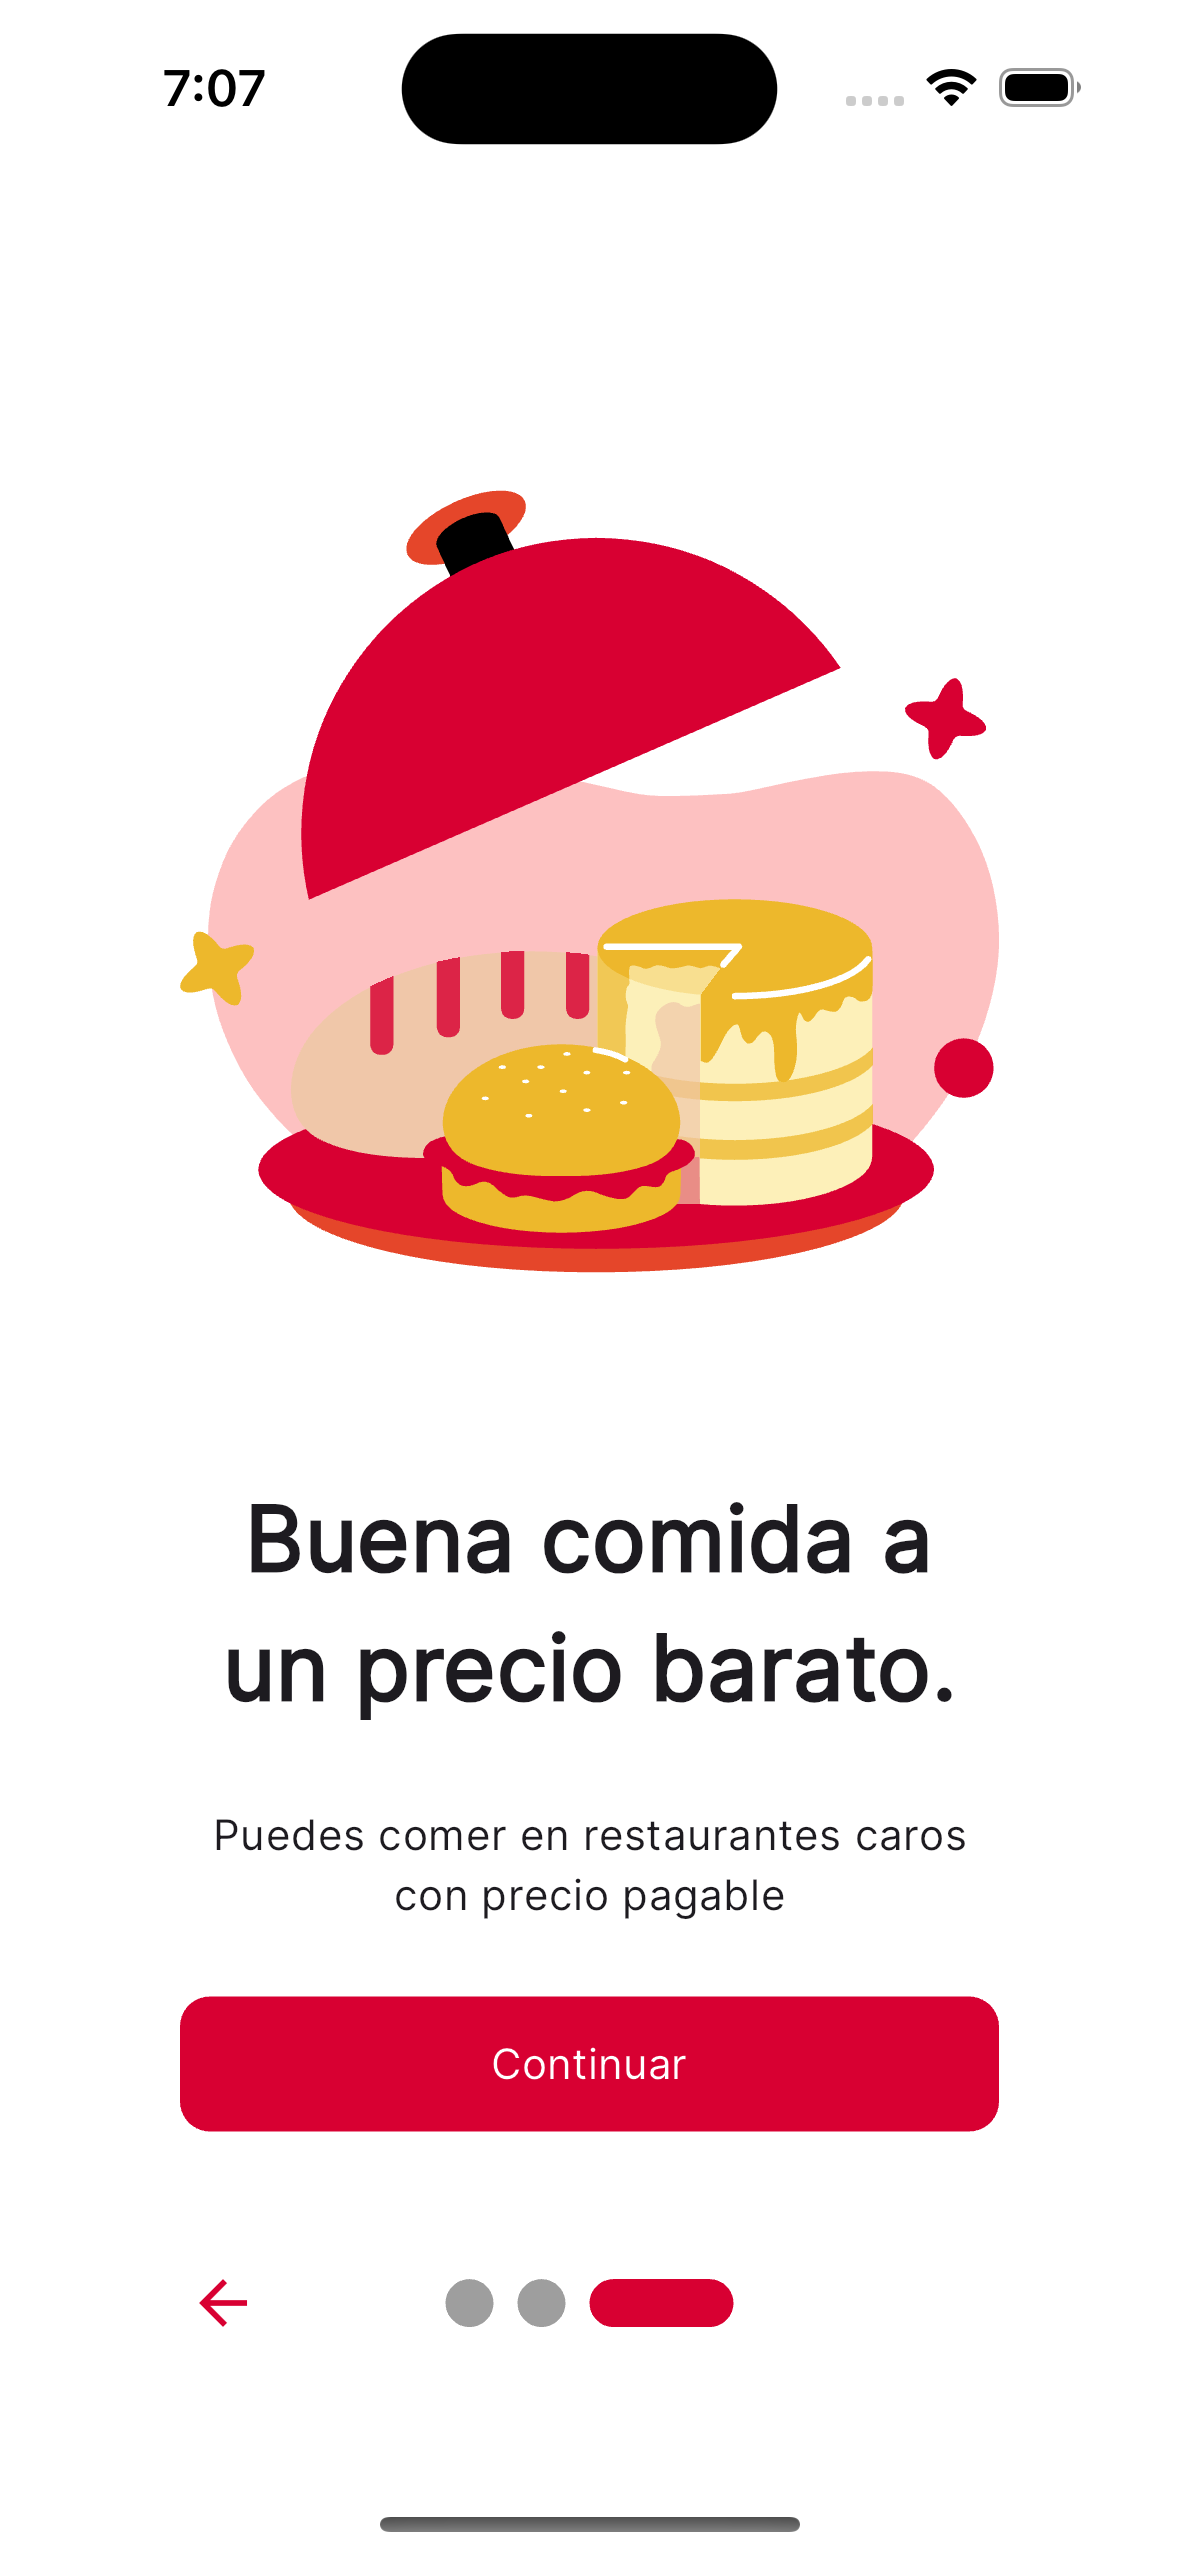 7:07
Buena comida a
un precio barato.
Puedes comer en restaurantes caros
con precio pagable
Continuar